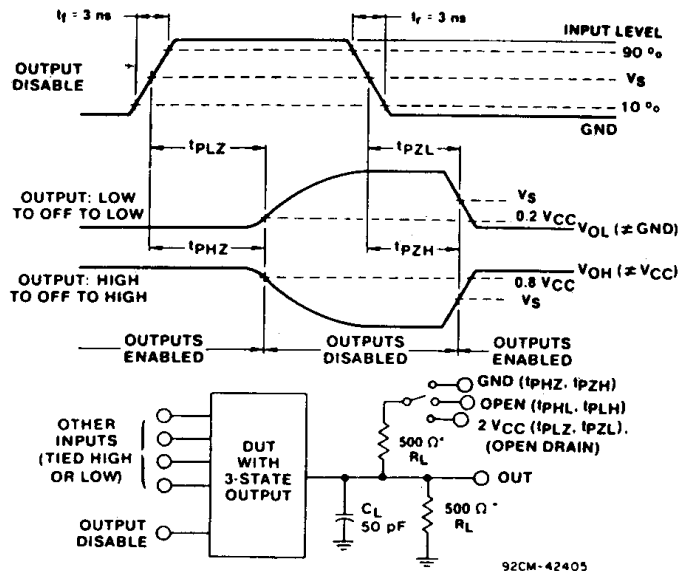 tf = 3 ns
tr = 3 ns
INPUT LEVEL
90 %
OUTPUT
DISABLE
VS
10 %
GND
tPLZ
tPZL
OUTPUT: LOW
TO OFF TO LOW
VS
0.2 VCC
VOL (≠ GND)
tPHZ
tPZH
OUTPUT: HIGH
TO OFF TO HIGH
VOH (≠ VCC)
0.8 VCC
VS
OUTPUTS
ENABLED
OUTPUTS
DISABLED
OUTPUTS
ENABLED
GND (tPHZ, tPZH)
OPEN (tPHL, tPLH)
2 VCC (tPLZ, tPZL),
(OPEN DRAIN)
OTHER
INPUTS
(TIED HIGH
OR LOW)
OUTPUT
DISABLE
DUT
WITH
3-STATE
OUTPUT
500 Ω*
RL
OUT
CL
50 pF
500 Ω*
RL
92CM-42405